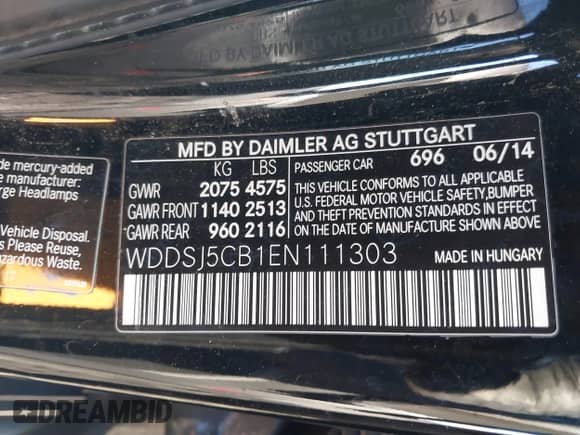 MFD BY DAIMLER AG STUTTGART
KG LBS PASSENGER CAR 696 06/14
GVWR 2075 4575
GAWR FRONT 1140 2513
GAWR REAR 960 2116
THIS VEHICLE CONFORMS TO ALL APPLICABLE
U.S. FEDERAL MOTOR VEHICLE SAFETY,BUMPER
AND THEFT PREVENTION STANDARDS IN EFFECT
ON THE DATE OF MANUFACTURE SHOWN ABOVE
WDDSJ5CB1EN111303 MADE IN HUNGARY
de mercury-added
manufacturer:
rge Headlamps
Vehicle Disposal.
s Please Reuse,
zardous Waste.
DREAMBID